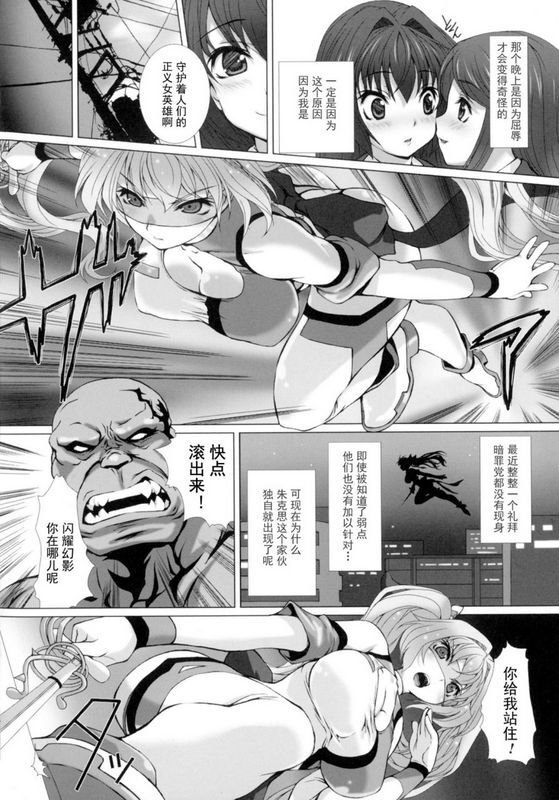 那个晚上是因为屈辱
才会变得奇怪的
一定是因为
这个原因
因为我是
守护着人们的
正义女英雄啊
最近整整一个礼拜
暗罪党都没有现身
即使被知道了弱点
他们也没有加以针对…
可现在为什么
朱克思这个家伙
独自就出现了呢
快点
滚出来！
闪耀幻影
你在哪儿呢
你给我站住！